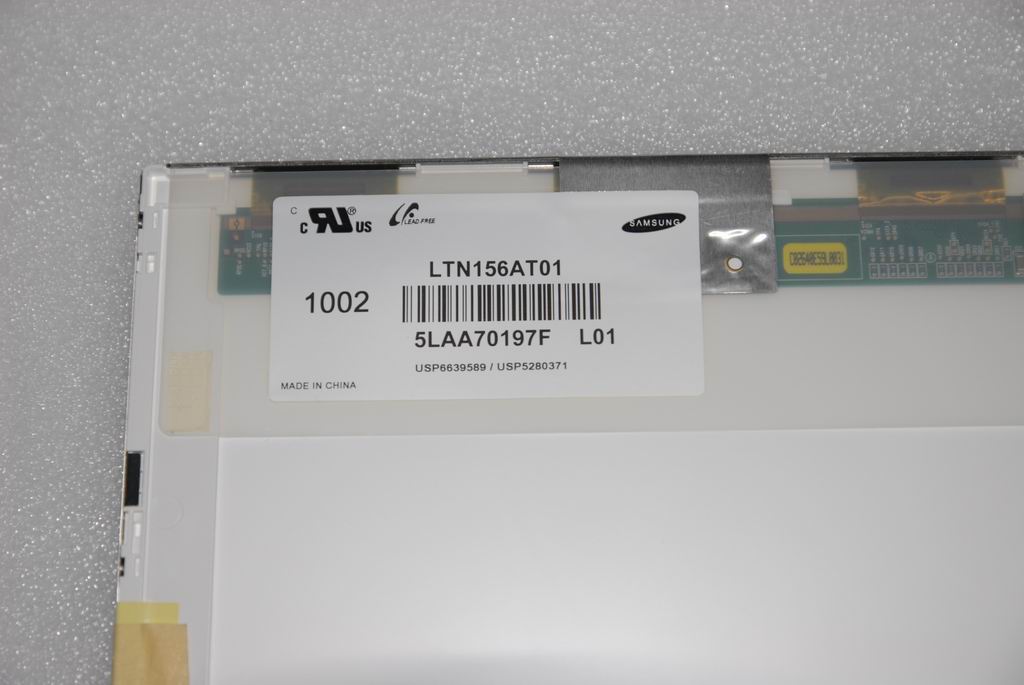 C
C RU® US
LEAD FREE
SAMSUNG
LTN156AT01
1002
5LAA70197F L01
USP6639589 / USP5280371
MADE IN CHINA